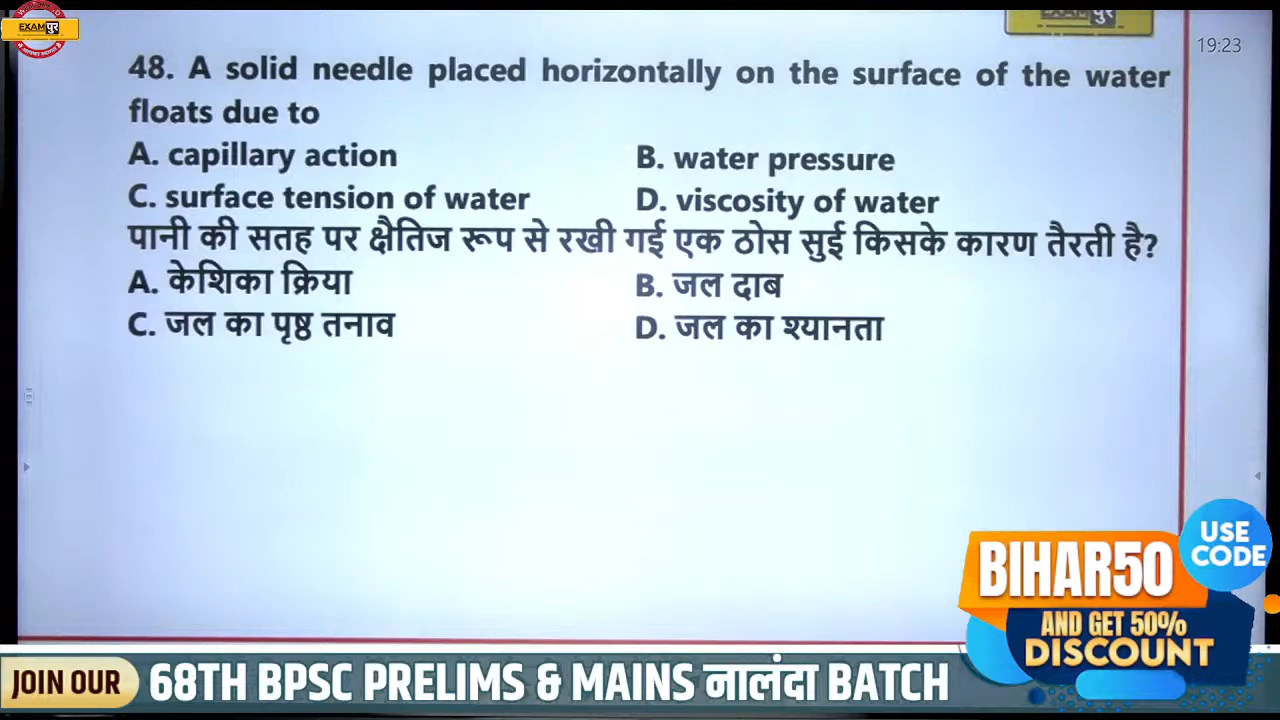 EXAM पुर
EXAM पुर
19:23
48. A solid needle placed horizontally on the surface of the water
floats due to
A. capillary action
B. water pressure
C. surface tension of water
D. viscosity of water
पानी की सतह पर क्षैतिज रूप से रखी गई एक ठोस सुई किसके कारण तैरती है?
A. केशिका क्रिया
B. जल दाब
C. जल का पृष्ठ तनाव
D. जल का श्यानता
USE
CODE
BIHAR50
AND GET 50%
DISCOUNT
JOIN OUR
68TH BPSC PRELIMS & MAINS नालंदा BATCH